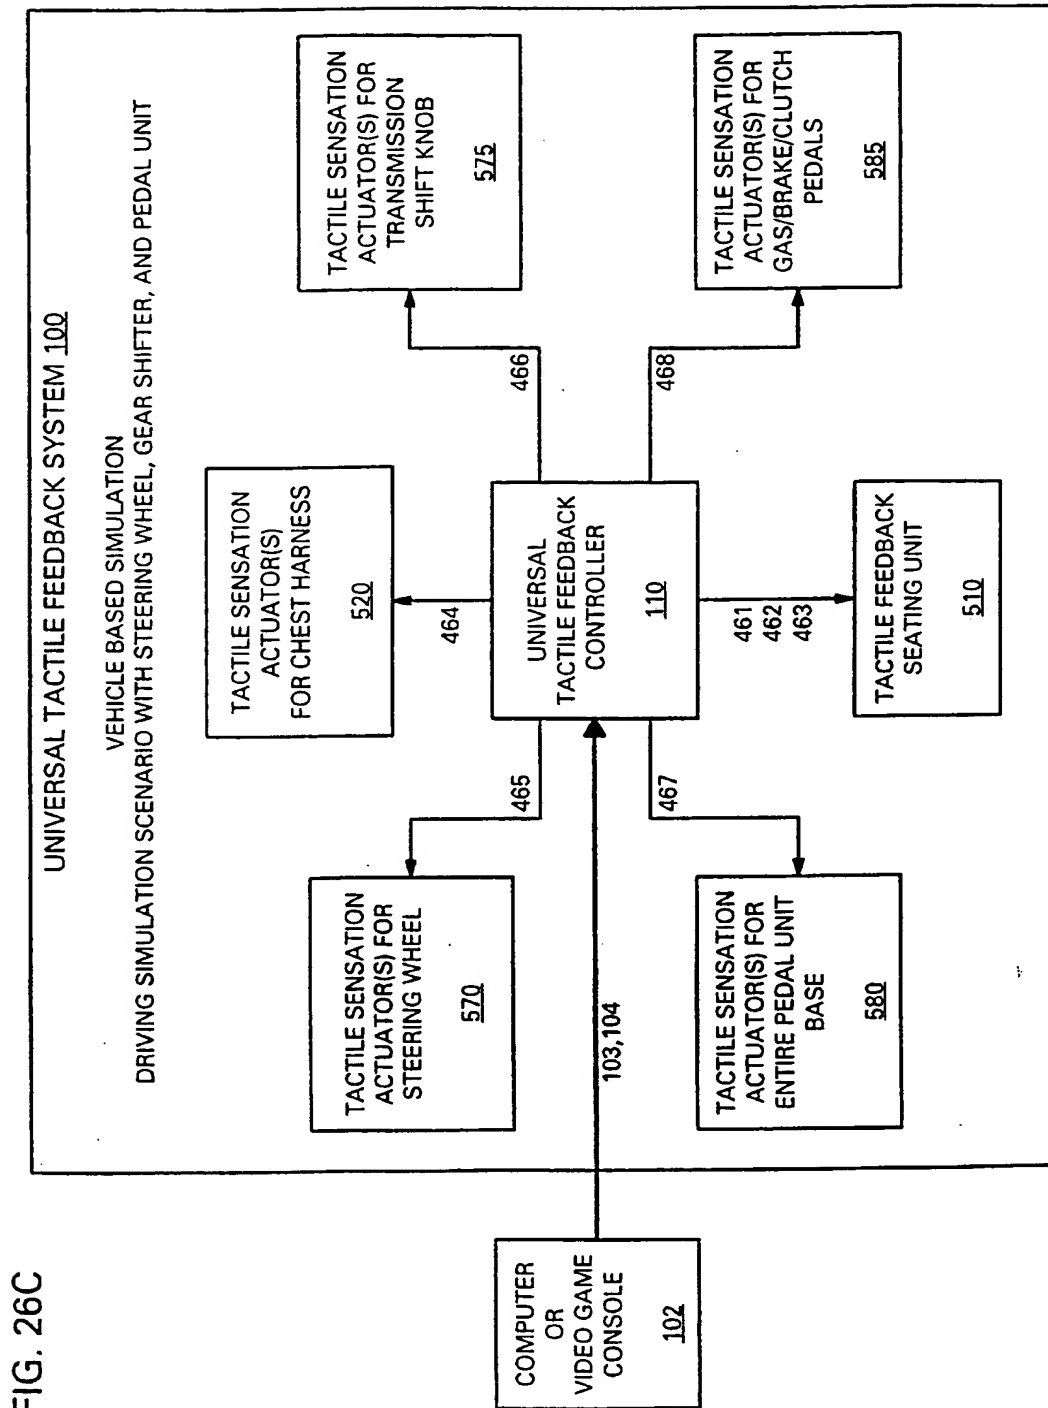 FIG. 26C
UNIVERSAL TACTILE FEEDBACK SYSTEM 100
VEHICLE BASED SIMULATION
DRIVING SIMULATION SCENARIO WITH STEERING WHEEL, GEAR SHIFTER, AND PEDAL UNIT
COMPUTER
OR
VIDEO GAME
CONSOLE
102
103,104
TACTILE SENSATION
ACTUATOR(S) FOR
STEERING WHEEL
570
465
TACTILE SENSATION
ACTUATOR(S)
FOR CHEST HARNESS
520
464
TACTILE SENSATION
ACTUATOR(S) FOR
TRANSMISSION
SHIFT KNOB
575
466
UNIVERSAL
TACTILE FEEDBACK
CONTROLLER
110
TACTILE SENSATION
ACTUATOR(S) FOR
ENTIRE PEDAL UNIT
BASE
580
467
461
462
463
TACTILE FEEDBACK
SEATING UNIT
510
468
TACTILE SENSATION
ACTUATOR(S) FOR
GAS/BRAKE/CLUTCH
PEDALS
585